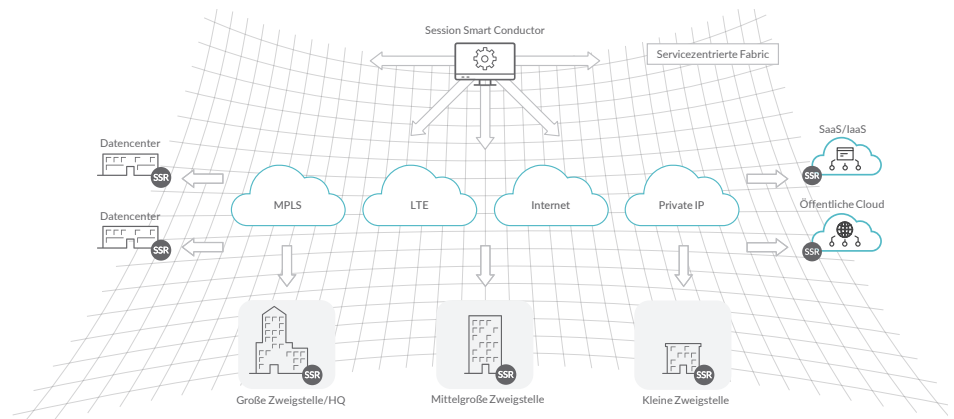 Session Smart Conductor
Servicezentrierte Fabric
Datencenter
SSR
Datencenter
SSR
MPLS
LTE
Internet
Private IP
SaaS/IaaS
SSR
Öffentliche Cloud
SSR
SSR
Große Zweigstelle/HQ
SSR
Mittelgroße Zweigstelle
SSR
Kleine Zweigstelle